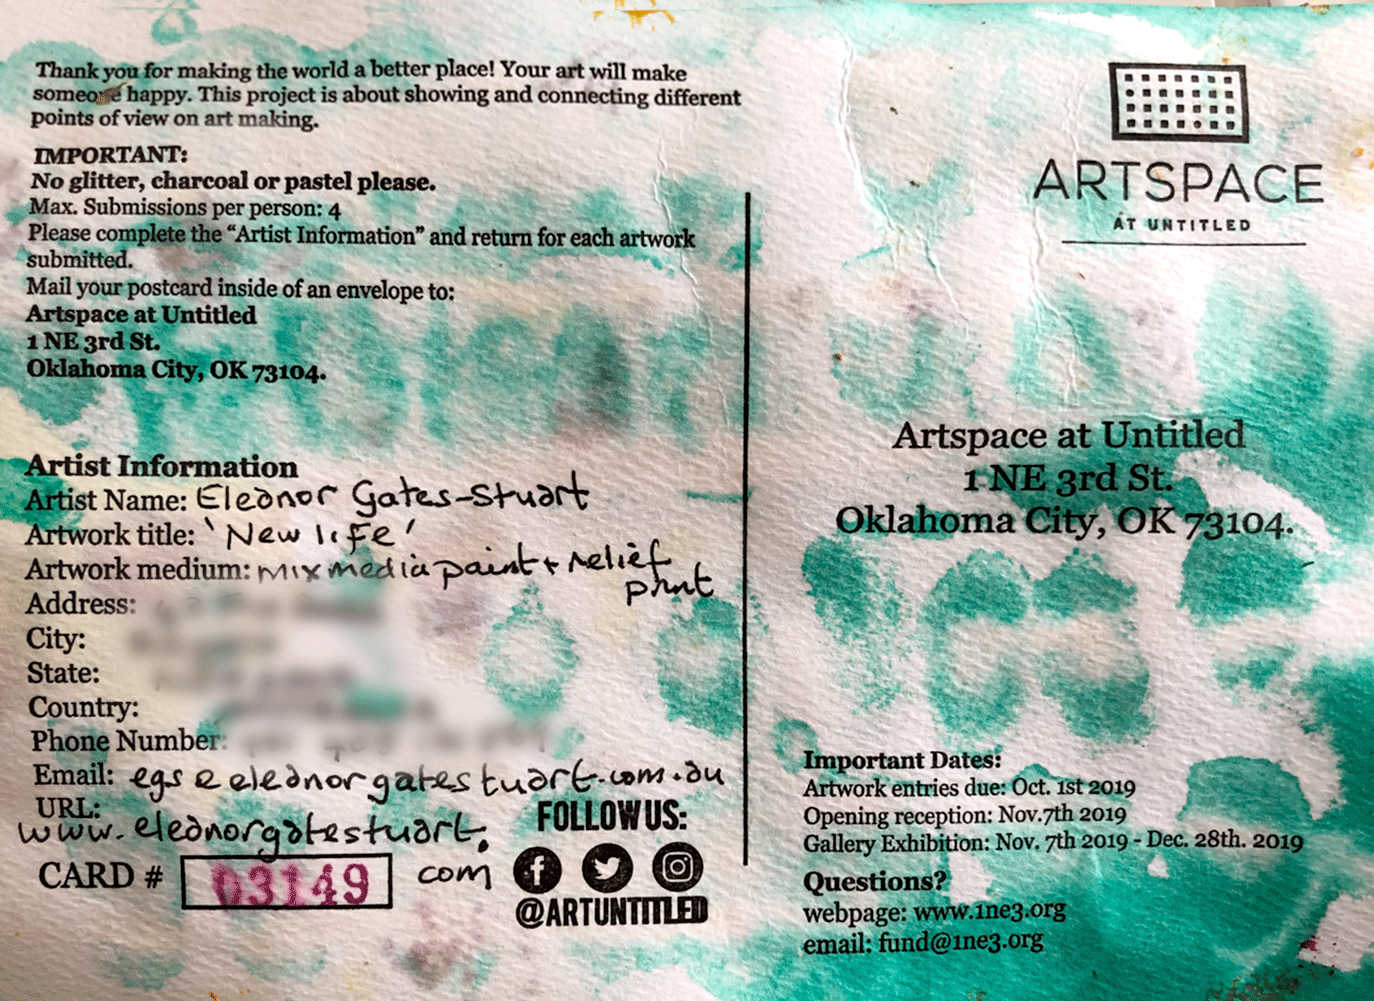 Thank you for making the world a better place! Your art will make
someone happy. This project is about showing and connecting different
points of view on art making.
IMPORTANT:
No glitter, charcoal or pastel please.
Max. Submissions per person: 4
Please complete the “Artist Information” and return for each artwork
submitted.
Mail your postcard inside of an envelope to:
Artspace at Untitled
1 NE 3rd St.
Oklahoma City, OK 73104.
Artist Information
Artist Name: Eleanor Gates-Stuart
Artwork title: 'New life'
Artwork medium: mix media paint + relief
print
Address:
City:
State:
Country:
Phone Number:
Email: egs@eleanorgatestuart.com.au
URL:
www.eleanorgatestuart.
com
CARD # 03149
FOLLOW US:
@ARTUNTITLED
ARTSPACE
AT UNTITLED
Artspace at Untitled
1 NE 3rd St.
Oklahoma City, OK 73104.
Important Dates:
Artwork entries due: Oct. 1st 2019
Opening reception: Nov.7th 2019
Gallery Exhibition: Nov. 7th 2019 - Dec. 28th. 2019
Questions?
webpage: www.1ne3.org
email: fund@1ne3.org